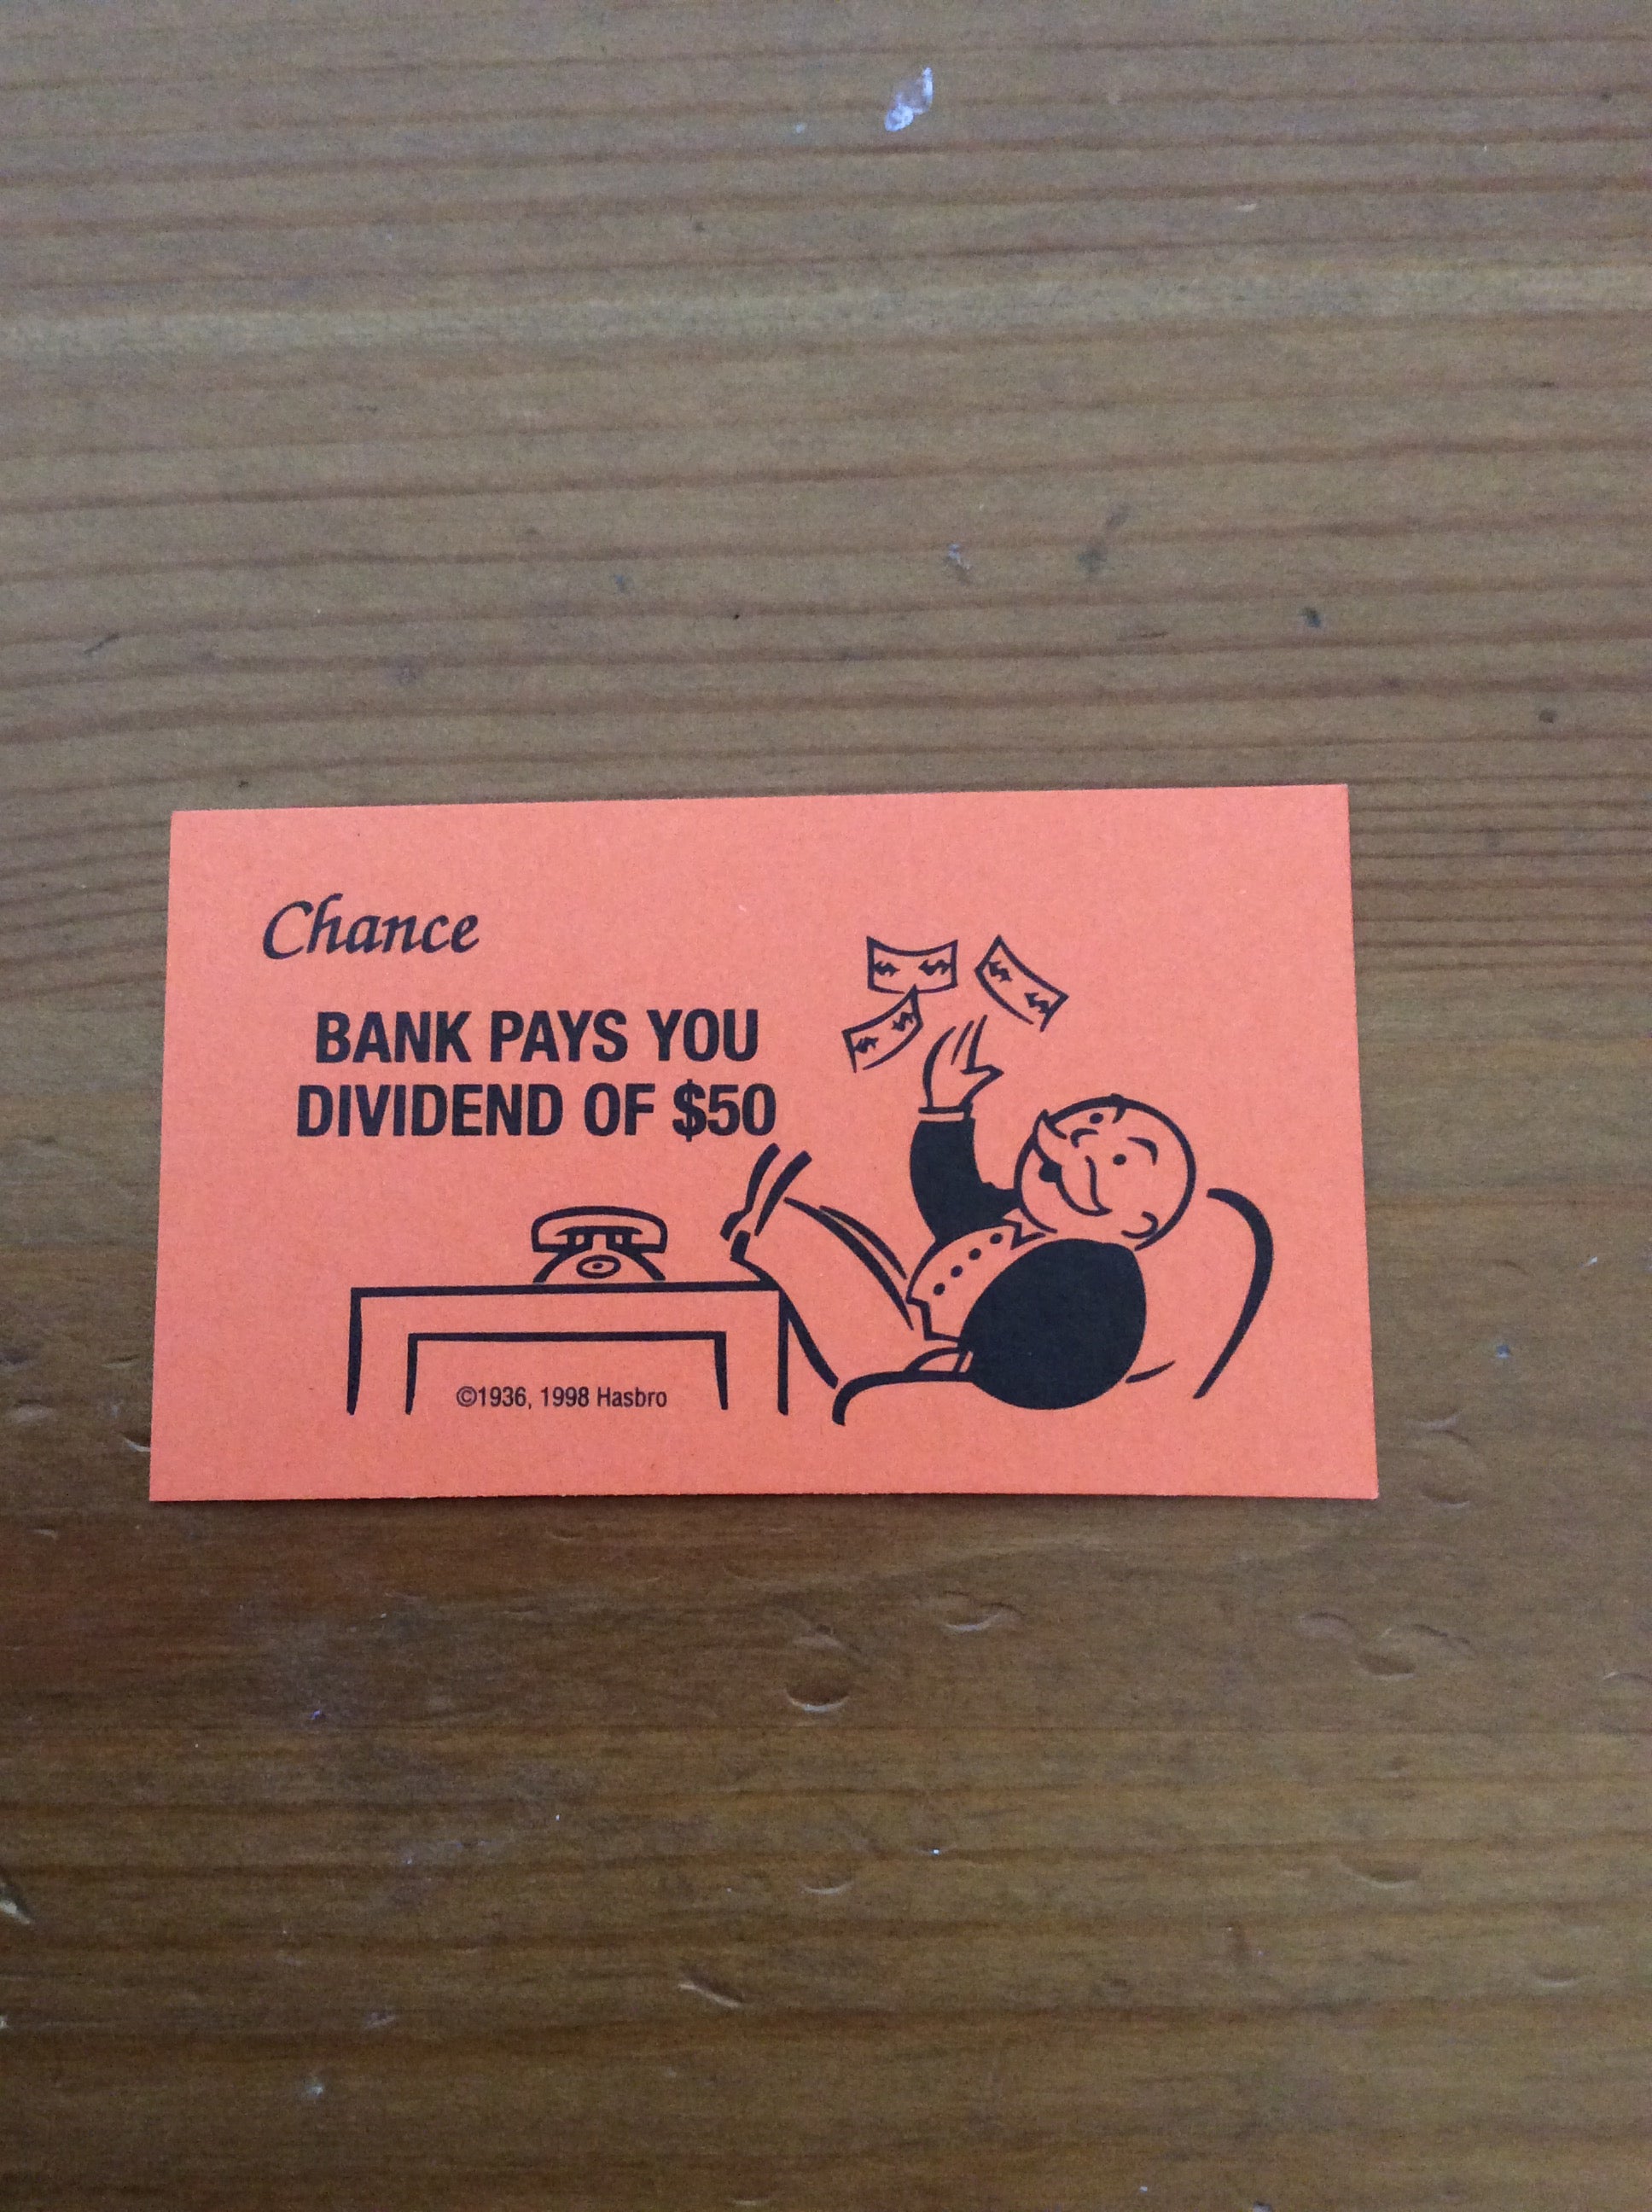 Chance
BANK PAYS YOU
DIVIDEND OF $50
$ $
$ $
$ $
©1936, 1998 Hasbro